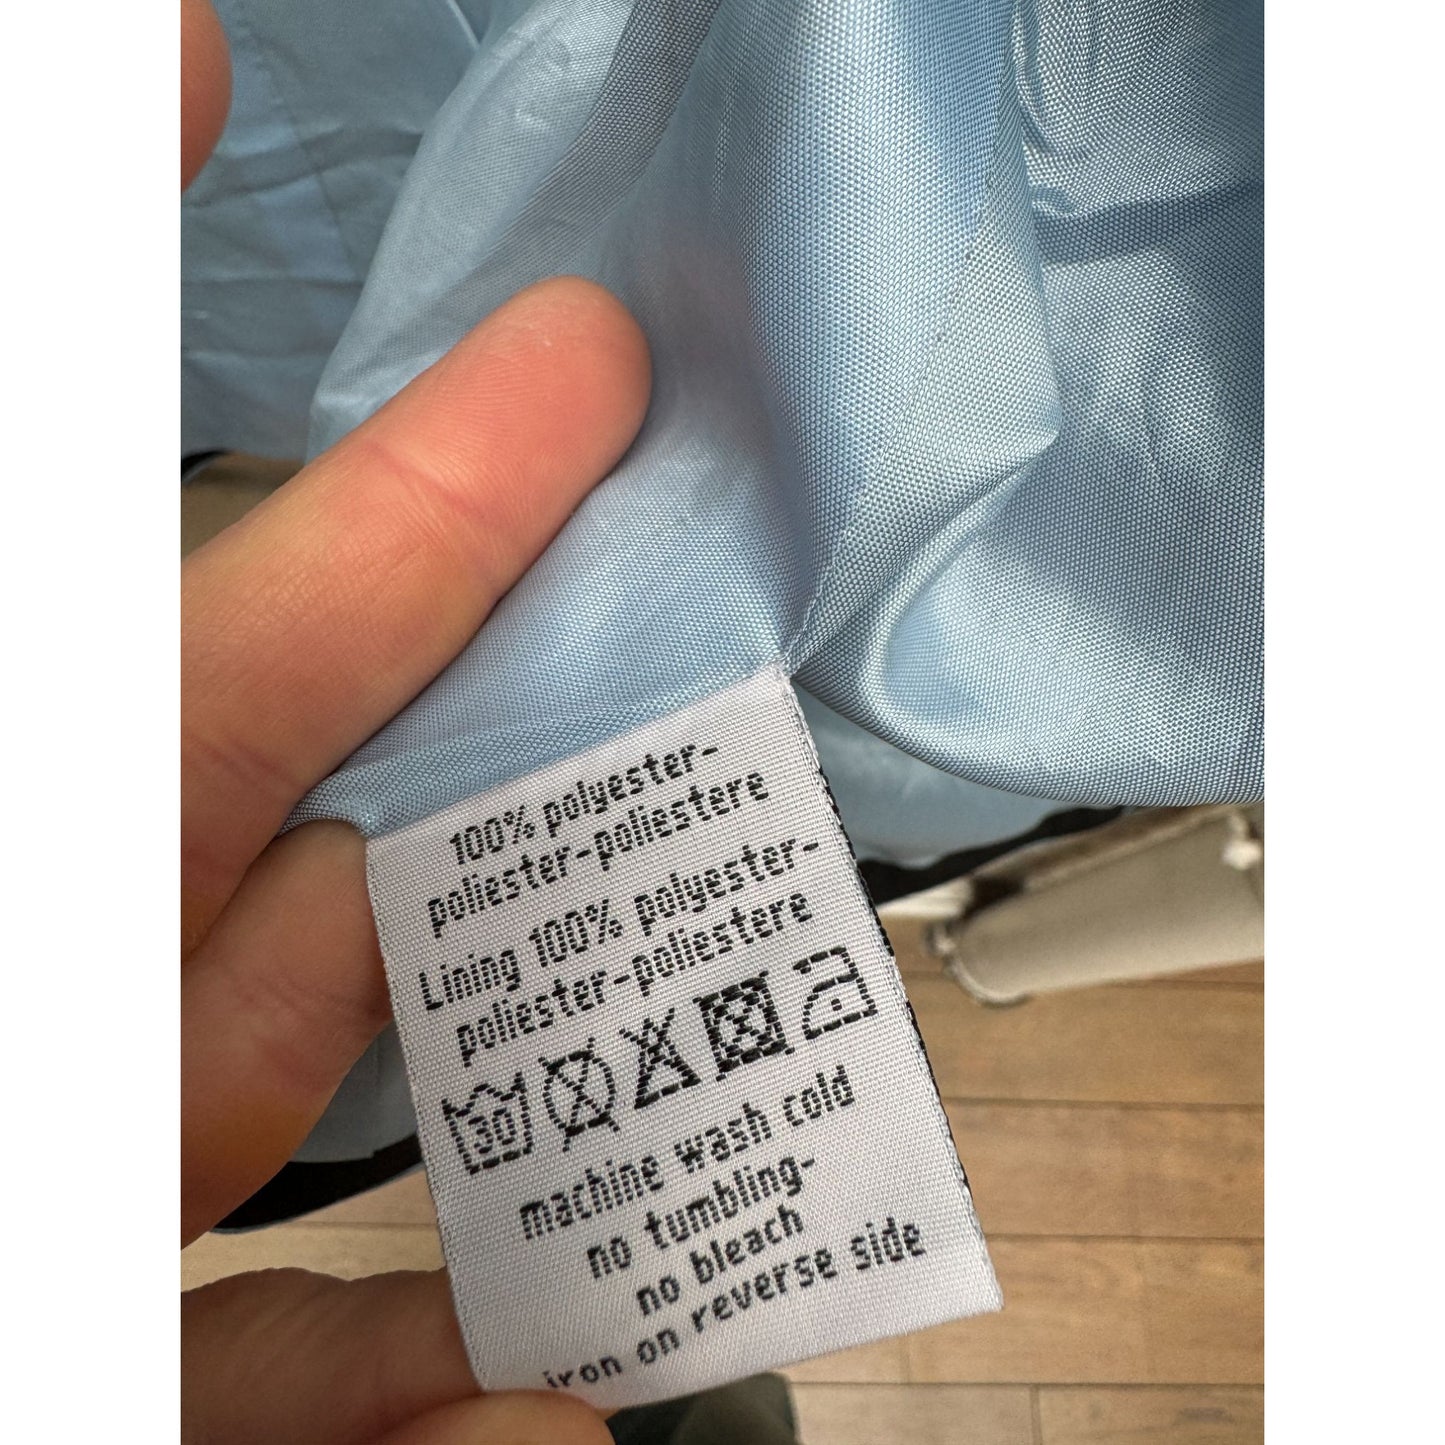 100% polyester-
poliester-poliestere
Lining 100% polyester-
poliester-poliestere
30
machine wash cold
no tumbling-
no bleach
iron on reverse side